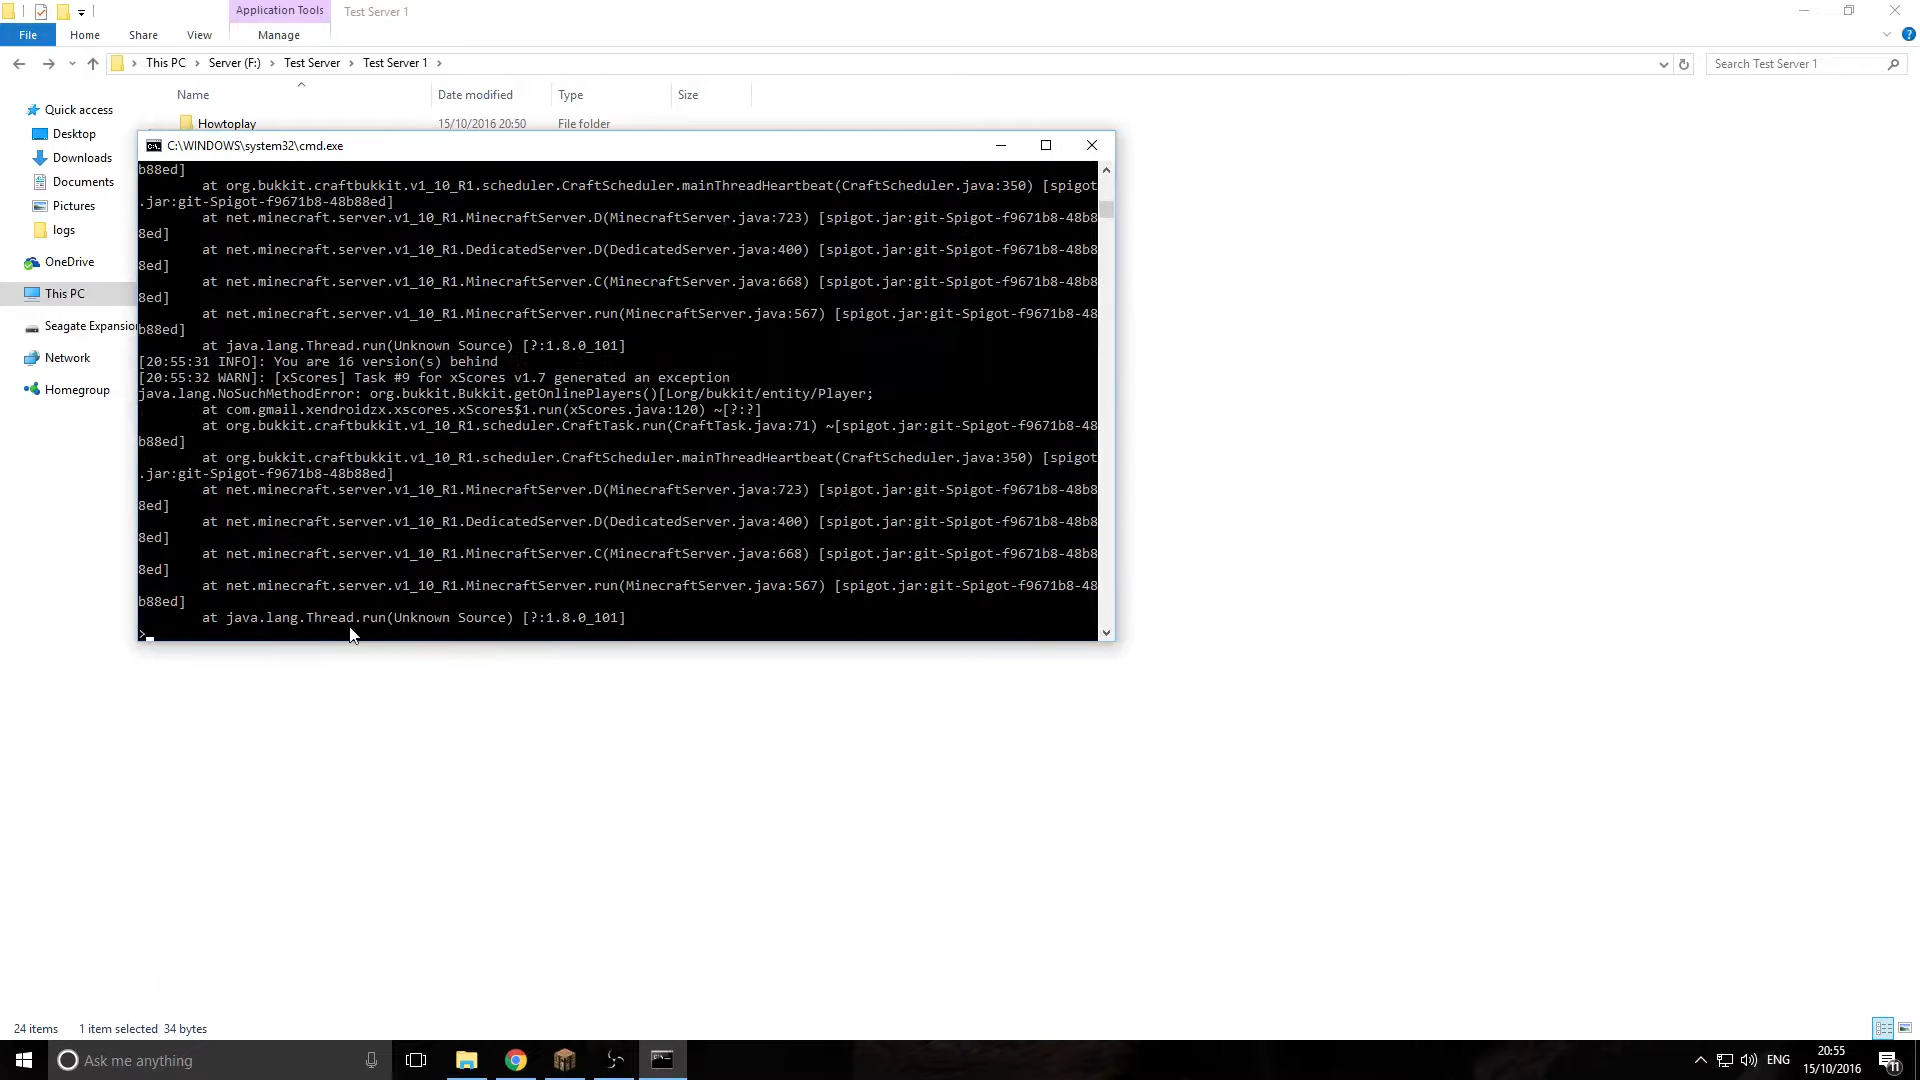 Application Tools
Test Server 1
File
Home
Share
View
Manage
This PC
Server (F:)
Test Server
Test Server 1
Search Test Server 1
Name
Date modified
Type
Size
Quick access
Desktop
Downloads
Documents
Pictures
logs
OneDrive
This PC
Seagate Expansion
Network
Homegroup
Howtoplay
15/10/2016 20:50
File folder
C:\WINDOWS\system32\cmd.exe
b88ed]
at org.bukkit.craftbukkit.v1_10_R1.scheduler.CraftScheduler.mainThreadHeartbeat(CraftScheduler.java:350) [spigot
.jar:git-Spigot-f9671b8-48b88ed]
at net.minecraft.server.v1_10_R1.MinecraftServer.D(MinecraftServer.java:723) [spigot.jar:git-Spigot-f9671b8-48b8
8ed]
at net.minecraft.server.v1_10_R1.DedicatedServer.D(DedicatedServer.java:400) [spigot.jar:git-Spigot-f9671b8-48b8
8ed]
at net.minecraft.server.v1_10_R1.MinecraftServer.C(MinecraftServer.java:668) [spigot.jar:git-Spigot-f9671b8-48b8
8ed]
at net.minecraft.server.v1_10_R1.MinecraftServer.run(MinecraftServer.java:567) [spigot.jar:git-Spigot-f9671b8-48
b88ed]
at java.lang.Thread.run(Unknown Source) [?:1.8.0_101]
[20:55:31 INFO]: You are 16 version(s) behind
[20:55:32 WARN]: [xScores] Task #9 for xScores v1.7 generated an exception
java.lang.NoSuchMethodError: org.bukkit.Bukkit.getOnlinePlayers()[Lorg/bukkit/entity/Player;
at com.gmail.xendroidzx.xscores.xScores$1.run(xScores.java:120) ~[?:?]
at org.bukkit.craftbukkit.v1_10_R1.scheduler.CraftTask.run(CraftTask.java:71) ~[spigot.jar:git-Spigot-f9671b8-48
b88ed]
at org.bukkit.craftbukkit.v1_10_R1.scheduler.CraftScheduler.mainThreadHeartbeat(CraftScheduler.java:350) [spigot
.jar:git-Spigot-f9671b8-48b88ed]
at net.minecraft.server.v1_10_R1.MinecraftServer.D(MinecraftServer.java:723) [spigot.jar:git-Spigot-f9671b8-48b8
8ed]
at net.minecraft.server.v1_10_R1.DedicatedServer.D(DedicatedServer.java:400) [spigot.jar:git-Spigot-f9671b8-48b8
8ed]
at net.minecraft.server.v1_10_R1.MinecraftServer.C(MinecraftServer.java:668) [spigot.jar:git-Spigot-f9671b8-48b8
8ed]
at net.minecraft.server.v1_10_R1.MinecraftServer.run(MinecraftServer.java:567) [spigot.jar:git-Spigot-f9671b8-48
b88ed]
at java.lang.Thread.run(Unknown Source) [?:1.8.0_101]
>
24 items 1 item selected 34 bytes
Ask me anything
ENG
20:55
15/10/2016
11